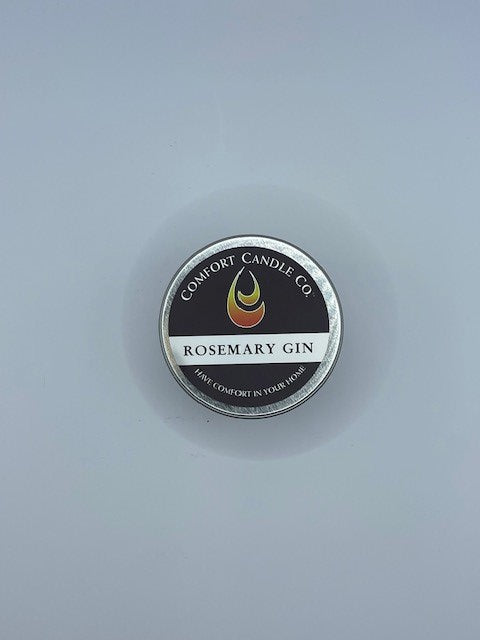 COMFORT CANDLE CO.
ROSEMARY GIN
HAVE COMFORT IN YOUR HOME